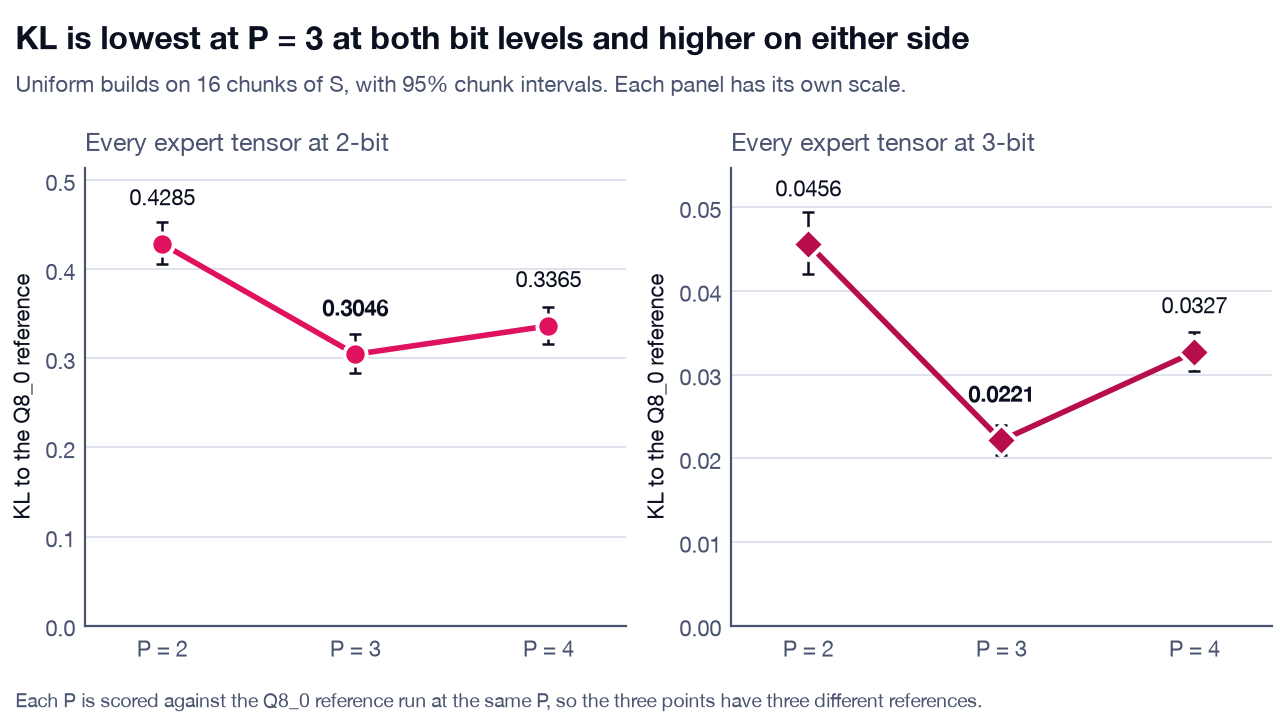 KL is lowest at P = 3 at both bit levels and higher on either side
Uniform builds on 16 chunks of S, with 95% chunk intervals. Each panel has its own scale.
Every expert tensor at 2-bit
KL to the Q8_0 reference
0.5
0.4
0.3
0.2
0.1
0.0
0.4285
0.3046
0.3365
P = 2
P = 3
P = 4
Every expert tensor at 3-bit
KL to the Q8_0 reference
0.05
0.04
0.03
0.02
0.01
0.00
0.0456
0.0221
0.0327
P = 2
P = 3
P = 4
Each P is scored against the Q8_0 reference run at the same P, so the three points have three different references.